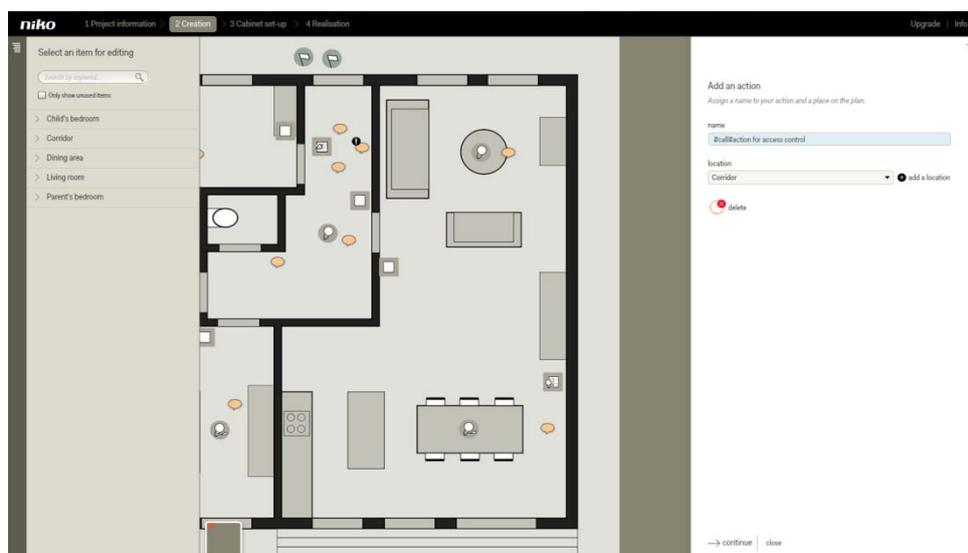 niko
1 Project information > 2 Creation > 3 Cabinet set-up > 4 Realisation
Upgrade | Info
Select an item for editing
Search by keyword...
Only show unused items
> Child's bedroom
> Corridor
> Dining area
> Living room
> Parent's bedroom
Add an action
Assign a name to your action and a place on the plan.
name
#call#action for access control
location
Corridor
add a location
delete
continue | close